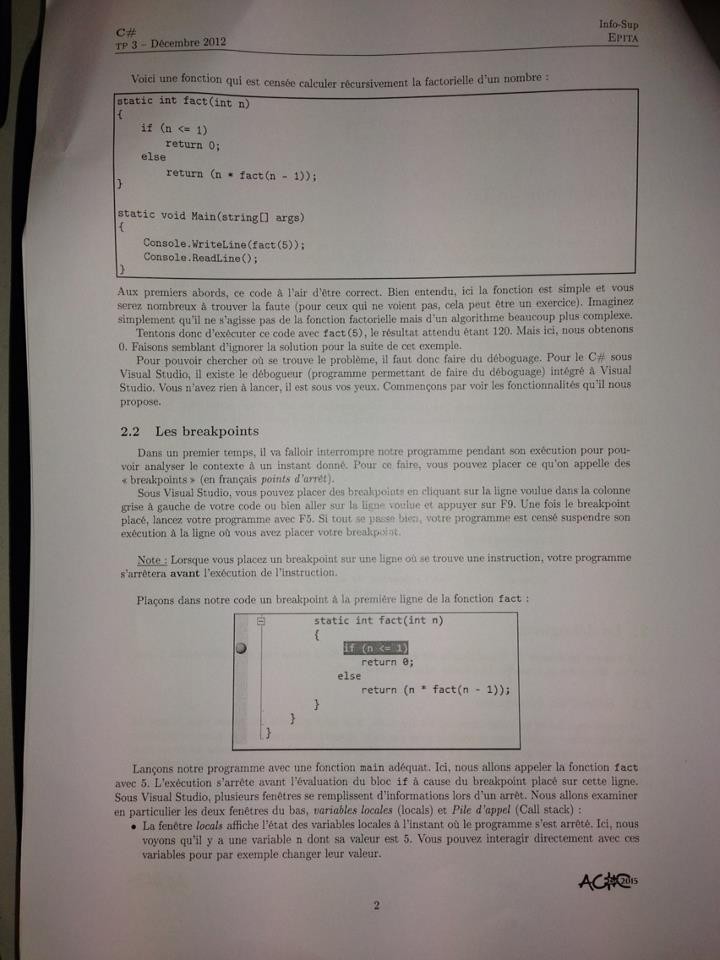 C#
TP 3 – Décembre 2012
Info-Sup
EPITA
Voici une fonction qui est censée calculer récursivement la factorielle d'un nombre :
static int fact(int n)
{
    if (n <= 1)
        return 0;
    else
        return (n * fact(n - 1));
}
static void Main(string[] args)
{
    Console.WriteLine(fact(5));
    Console.ReadLine();
}
Aux premiers abords, ce code à l'air d'être correct. Bien entendu, ici la fonction est simple et vous
serez nombreux à trouver la faute (pour ceux qui ne voient pas, cela peut être un exercice). Imaginez
simplement qu'il ne s'agisse pas de la fonction factorielle mais d'un algorithme beaucoup plus complexe.
Tentons donc d'exécuter ce code avec fact(5), le résultat attendu étant 120. Mais ici, nous obtenons
0. Faisons semblant d'ignorer la solution pour la suite de cet exemple.
Pour pouvoir chercher où se trouve le problème, il faut donc faire du déboguage. Pour le C# sous
Visual Studio, il existe le débogueur (programme permettant de faire du déboguage) intégré à Visual
Studio. Vous n'avez rien à lancer, il est sous vos yeux. Commençons par voir les fonctionnalités qu'il nous
propose.
2.2 Les breakpoints
Dans un premier temps, il va falloir interrompre notre programme pendant son exécution pour pou-
voir analyser le contexte à un instant donné. Pour ce faire, vous pouvez placer ce qu'on appelle des
« breakpoints » (en français points d'arrêt).
Sous Visual Studio, vous pouvez placer des breakpoints en cliquant sur la ligne voulue dans la colonne
grise à gauche de votre code ou bien aller sur la ligne voulue et appuyer sur F9. Une fois le breakpoint
placé, lancez votre programme avec F5. Si tout se passe bien, votre programme est censé suspendre son
exécution à la ligne où vous avez placer votre breakpoint.
Note : Lorsque vous placez un breakpoint sur une ligne où se trouve une instruction, votre programme
s'arrêtera avant l'exécution de l'instruction.
Plaçons dans notre code un breakpoint à la première ligne de la fonction fact :
static int fact(int n)
{
    if (n <= 1)
        return 0;
    else
        return (n * fact(n - 1));
}
}
}
Lançons notre programme avec une fonction main adéquat. Ici, nous allons appeler la fonction fact
avec 5. L'exécution s'arrête avant l'évaluation du bloc if à cause du breakpoint placé sur cette ligne.
Sous Visual Studio, plusieurs fenêtres se remplissent d'informations lors d'un arrêt. Nous allons examiner
en particulier les deux fenêtres du bas, variables locales (locals) et Pile d'appel (Call stack) :
• La fenêtre locals affiche l'état des variables locales à l'instant où le programme s'est arrêté. Ici, nous
voyons qu'il y a une variable n dont sa valeur est 5. Vous pouvez interagir directement avec ces
variables pour par exemple changer leur valeur.
2015
2